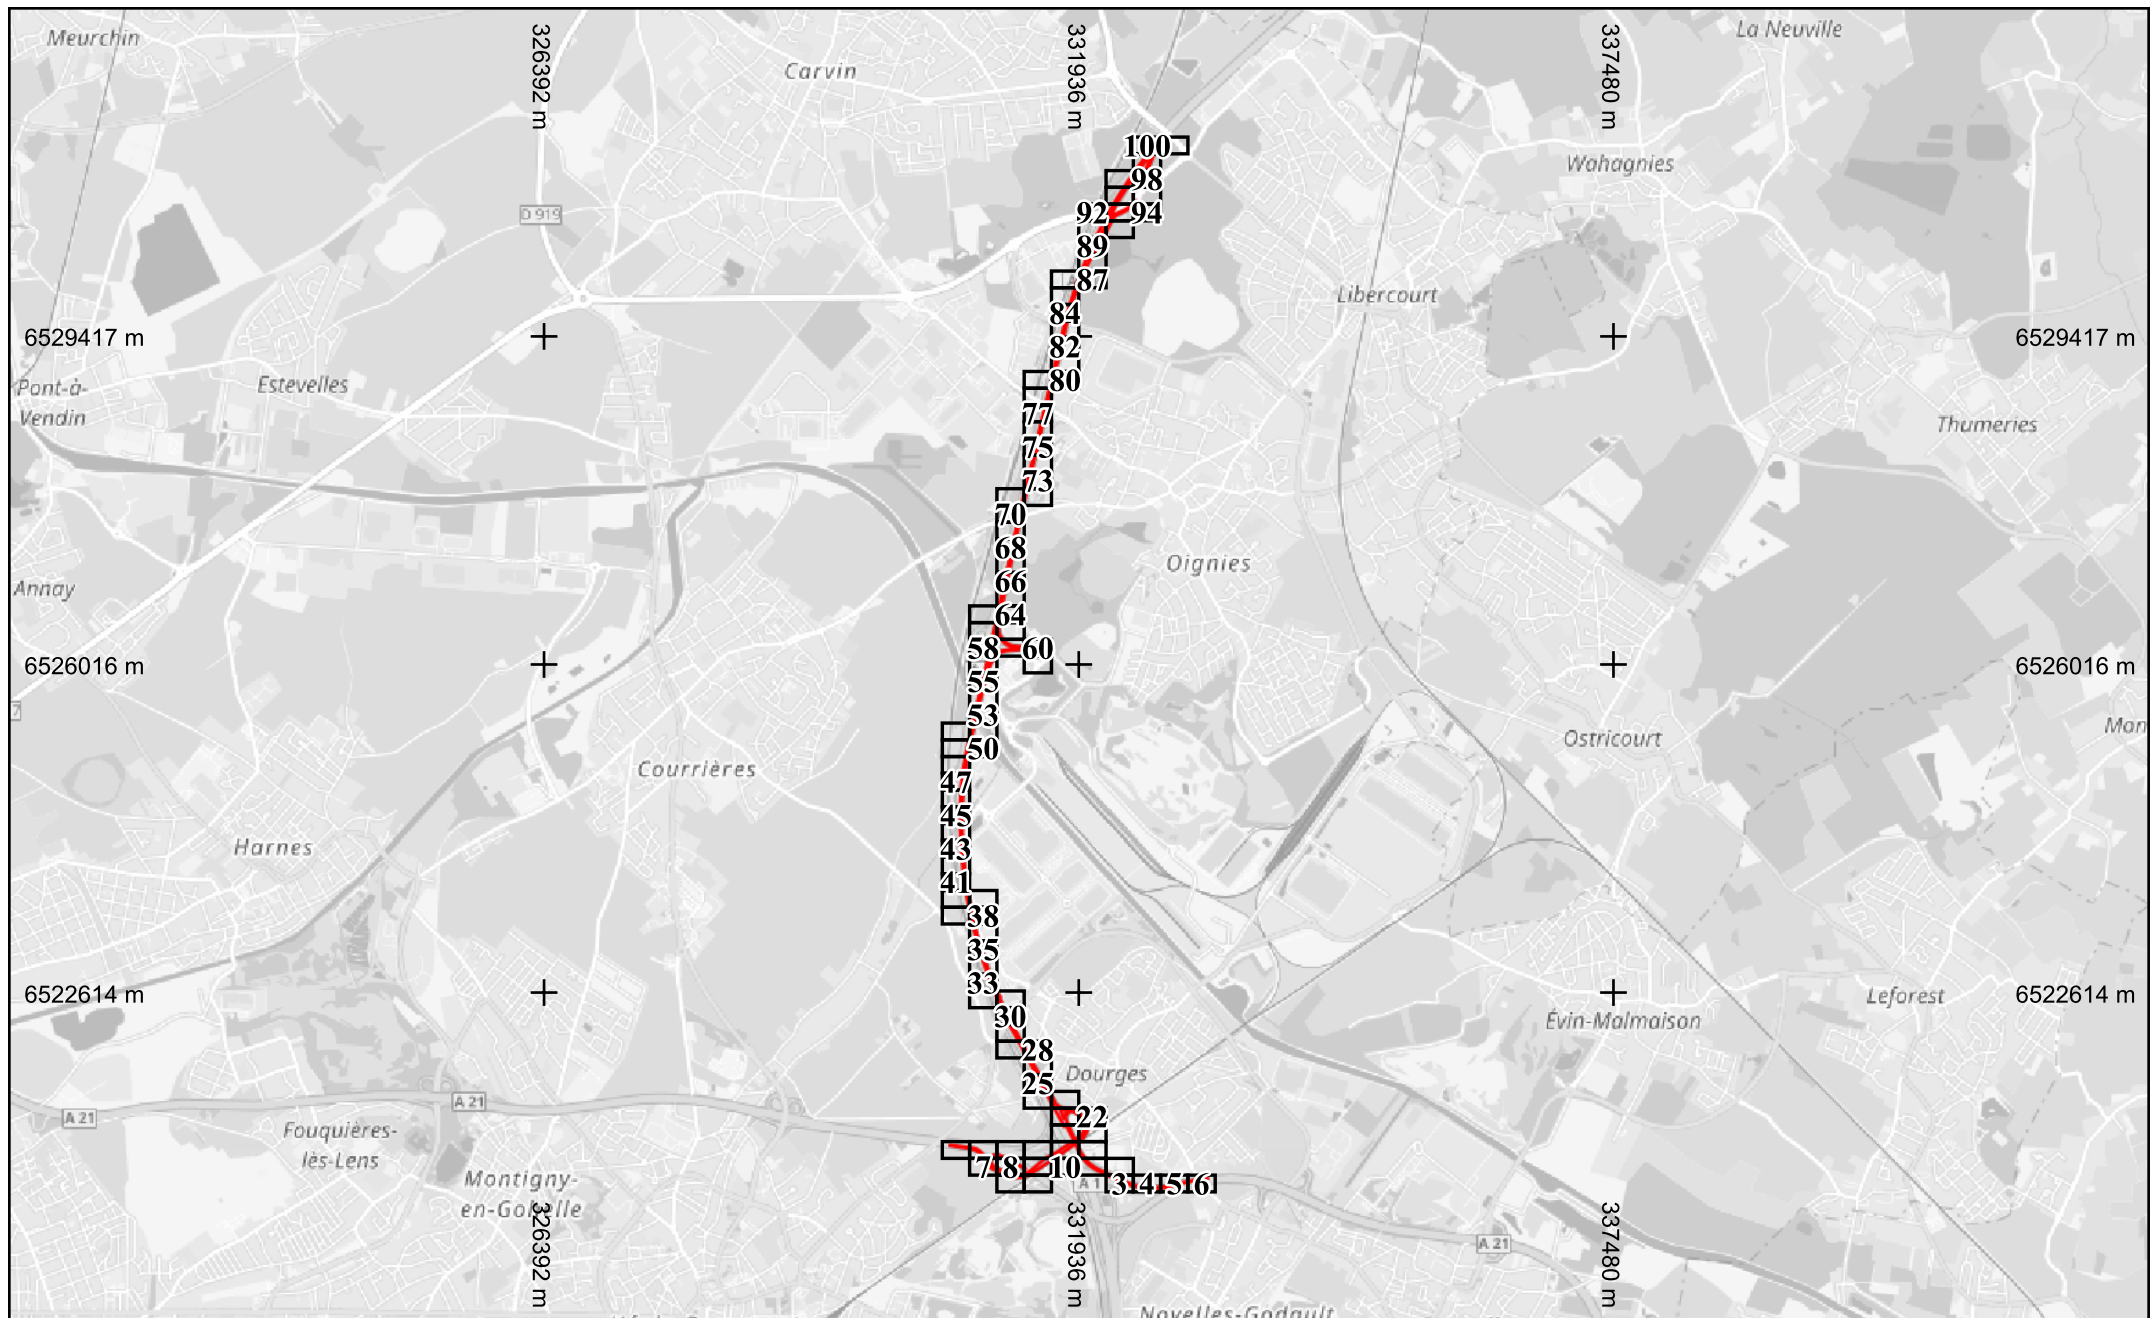 Meurchin
326392 m
Carvin
331936 m
337480 m
La Neuville
100
Wahagnies
98
D 919
92
94
89
87
Libercourt
84
6529417 m
6529417 m
82
Pont-à-
Vendin
Estevelles
80
77
Thumeries
75
73
70
68
Oignies
Annay
66
64
58
60
6526016 m
6526016 m
55
53
Ostricourt
50
Courrières
47
45
Harnes
43
41
38
35
33
6522614 m
6522614 m
Leforest
30
Évin-Malmaison
28
Dourges
25
A 21
A 21
22
Fouquières-
lès-Lens
7
8
10
Montigny-
en-Gohelle
3
4
5
6
A 21
326392 m
331936 m
337480 m
Noyelles-Godault